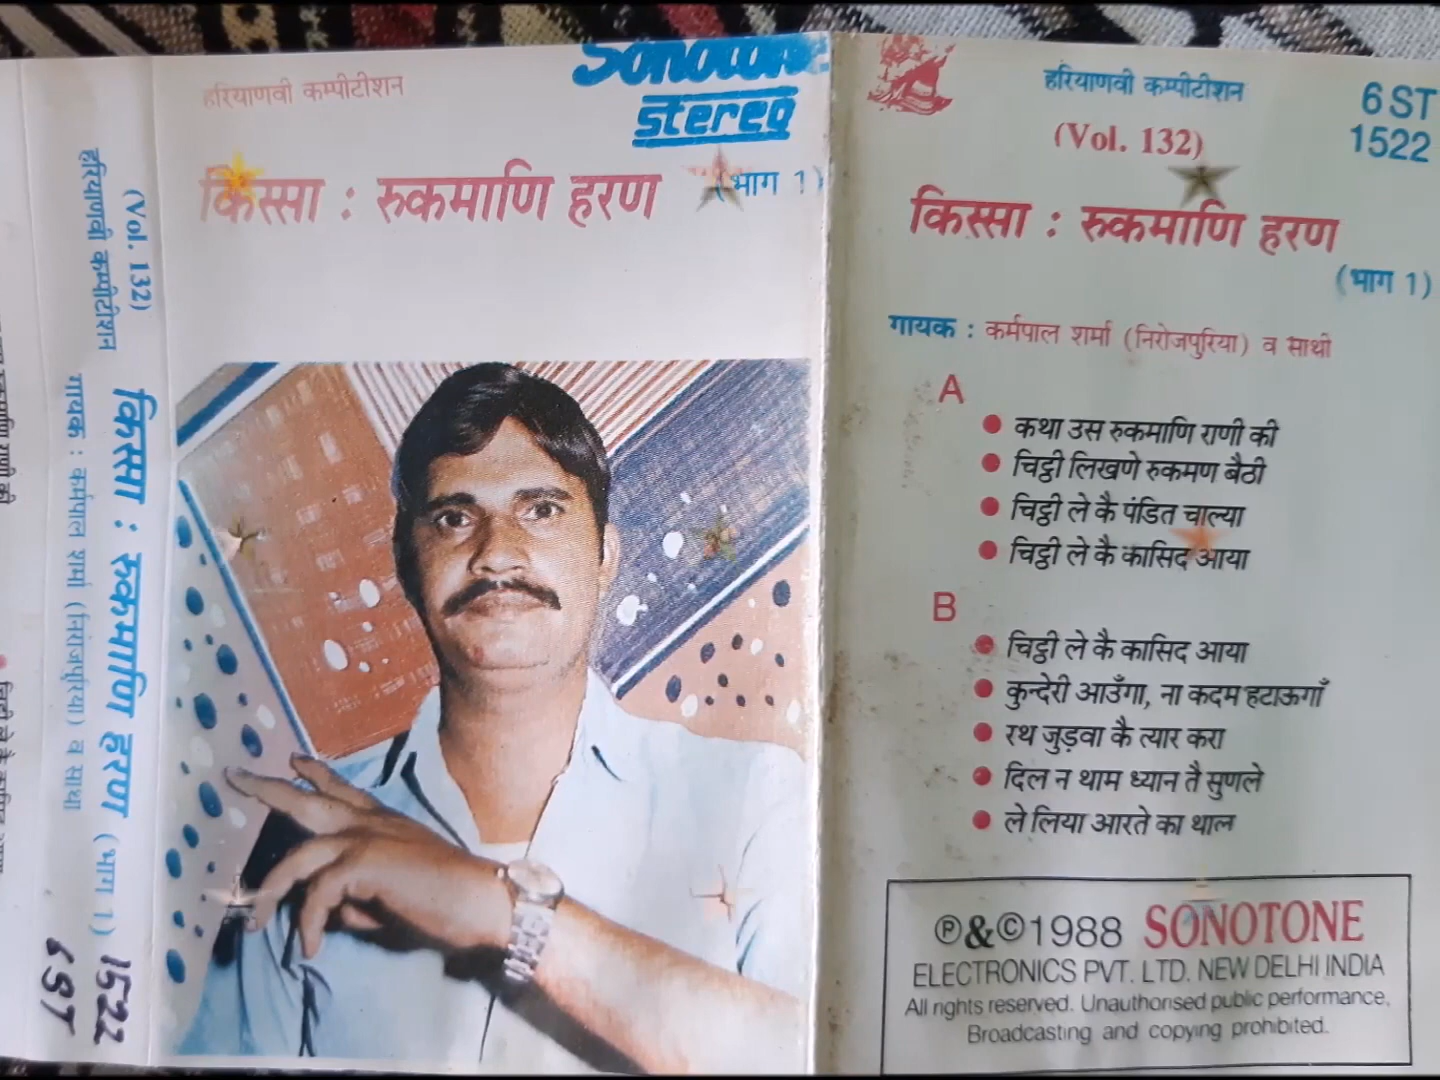 हरियाणवी कम्पीटीशन
Sonotone
stereo
किस्सा : रुकमाणि हरण (भाग 1)
(Vol. 132)
हरियाणवी कम्पीटीशन
किस्सा : रुकमाणि हरण (भाग 1) 1522
गायक : कर्मपाल शर्मा (निरोजपुरिया) व साथी 6ST
हरियाणवी कम्पीटीशन
(Vol. 132)
6 ST
1522
किस्सा : रुकमाणि हरण
(भाग 1)
गायक : कर्मपाल शर्मा (निरोजपुरिया) व साथी
A
• कथा उस रुकमाणि राणी की
• चिट्ठी लिखणे रुकमण बैठी
• चिट्ठी ले कै पंडित चाल्या
• चिट्ठी ले कै कासिद आया
B
• चिट्ठी ले कै कासिद आया
• कुन्देरी आउँगा, ना कदम हटाऊगाँ
• रथ जुड़वा कै त्यार करा
• दिल न थाम ध्यान तै सुणले
• ले लिया आरते का थाल
Ⓟ&©1988 SONOTONE
ELECTRONICS PVT. LTD. NEW DELHI INDIA
All rights reserved. Unauthorised public performance,
Broadcasting and copying prohibited.